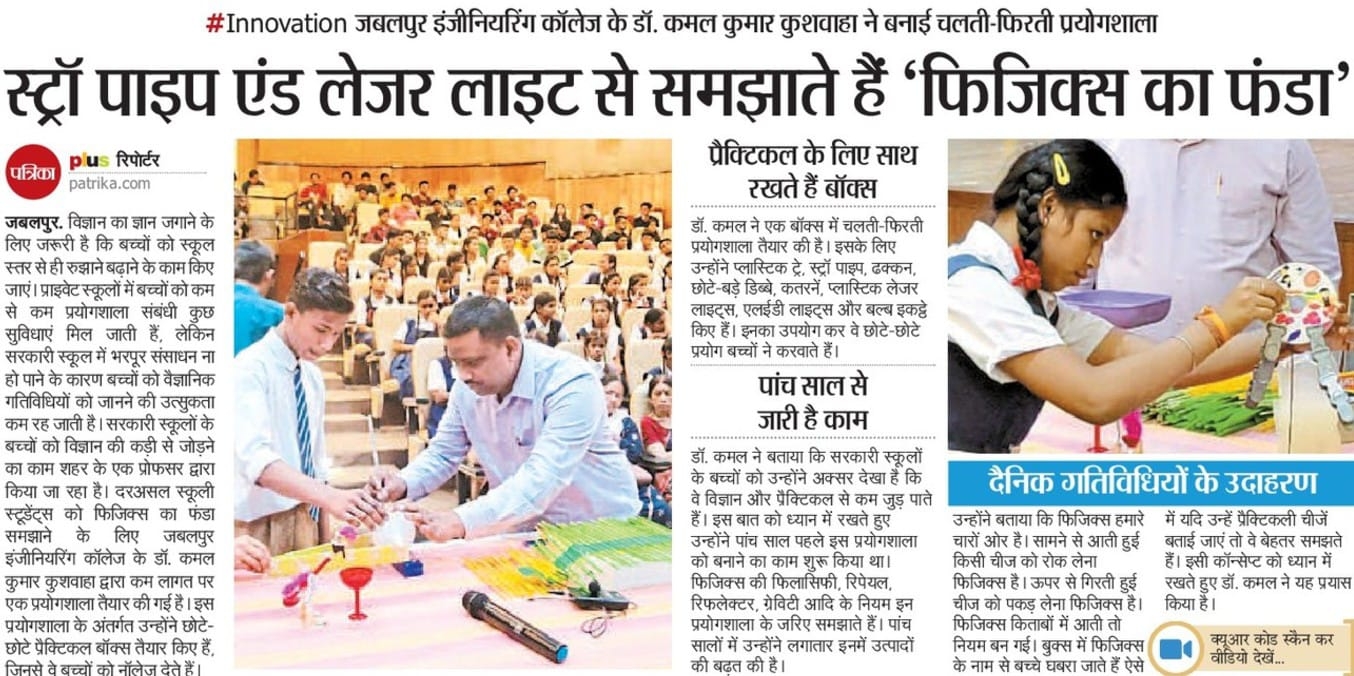 #Innovation जबलपुर इंजीनियरिंग कॉलेज के डॉ. कमल कुमार कुशवाहा ने बनाई चलती-फिरती प्रयोगशाला
स्ट्रॉ पाइप एंड लेजर लाइट से समझाते हैं ‘फिजिक्स का फंडा’
पत्रिका
plus रिपोर्टर
patrika.com
जबलपुर. विज्ञान का ज्ञान जगाने के
लिए जरूरी है कि बच्चों को स्कूल
स्तर से ही रुझाने बढ़ाने के काम किए
जाएं। प्राइवेट स्कूलों में बच्चों को कम
से कम प्रयोगशाला संबंधी कुछ
सुविधाएं मिल जाती हैं, लेकिन
सरकारी स्कूल में भरपूर संसाधन ना
हो पाने के कारण बच्चों को वैज्ञानिक
गतिविधियों को जानने की उत्सुकता
कम रह जाती है। सरकारी स्कूलों के
बच्चों को विज्ञान की कड़ी से जोड़ने
का काम शहर के एक प्रोफसर द्वारा
किया जा रहा है। दरअसल स्कूली
स्टूडेंट्स को फिजिक्स का फंडा
समझाने के लिए जबलपुर
इंजीनियरिंग कॉलेज के डॉ. कमल
कुमार कुशवाहा द्वारा कम लागत पर
एक प्रयोगशाला तैयार की गई है। इस
प्रयोगशाला के अंतर्गत उन्होंने छोटे-
छोटे प्रैक्टिकल बॉक्स तैयार किए हैं,
जिनसे वे बच्चों को नॉलेज देते हैं।
प्रैक्टिकल के लिए साथ
रखते हैं बॉक्स
डॉ. कमल ने एक बॉक्स में चलती-फिरती
प्रयोगशाला तैयार की है। इसके लिए
उन्होंने प्लास्टिक ट्रे, स्ट्रॉ पाइप, ढक्कन,
छोटे-बड़े डिब्बे, कतरनें, प्लास्टिक लेजर
लाइट्स, एलईडी लाइट्स और बल्ब इकट्ठे
किए हैं। इनका उपयोग कर वे छोटे-छोटे
प्रयोग बच्चों ने करवाते हैं।
पांच साल से
जारी है काम
डॉ. कमल ने बताया कि सरकारी स्कूलों
के बच्चों को उन्होंने अक्सर देखा है कि
वे विज्ञान और पैक्टिकल से कम जुड़ पाते
हैं। इस बात को ध्यान में रखते हुए
उन्होंने पांच साल पहले इस प्रयोगशाला
को बनाने का काम शुरू किया था।
फिजिक्स की फिलासिफी, रिपेयल,
रिफलेक्टर, ग्रेविटी आदि के नियम इन
प्रयोगशाला के जरिए समझाते हैं। पांच
सालों में उन्होंने लगातार इनमें उत्पादों
की बढ़त की है।
दैनिक गतिविधियों के उदाहरण
उन्होंने बताया कि फिजिक्स हमारे
चारों ओर है। सामने से आती हुई
किसी चीज को रोक लेना
फिजिक्स है। ऊपर से गिरती हुई
चीज को पकड़ लेना फिजिक्स है।
फिजिक्स किताबों में आती तो
नियम बन गई। बुक्स में फिजिक्स
के नाम से बच्चे घबरा जाते हैं ऐसे
में यदि उन्हें प्रैक्टिकली चीजें
बताई जाएं तो वे बेहतर समझते
हैं। इसी कॉन्सेप्ट को ध्यान में
रखते हुए डॉ. कमल ने यह प्रयास
किया है।
क्यूआर कोड स्कैन कर
वीडियो देखें...